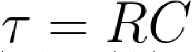 τ = RC